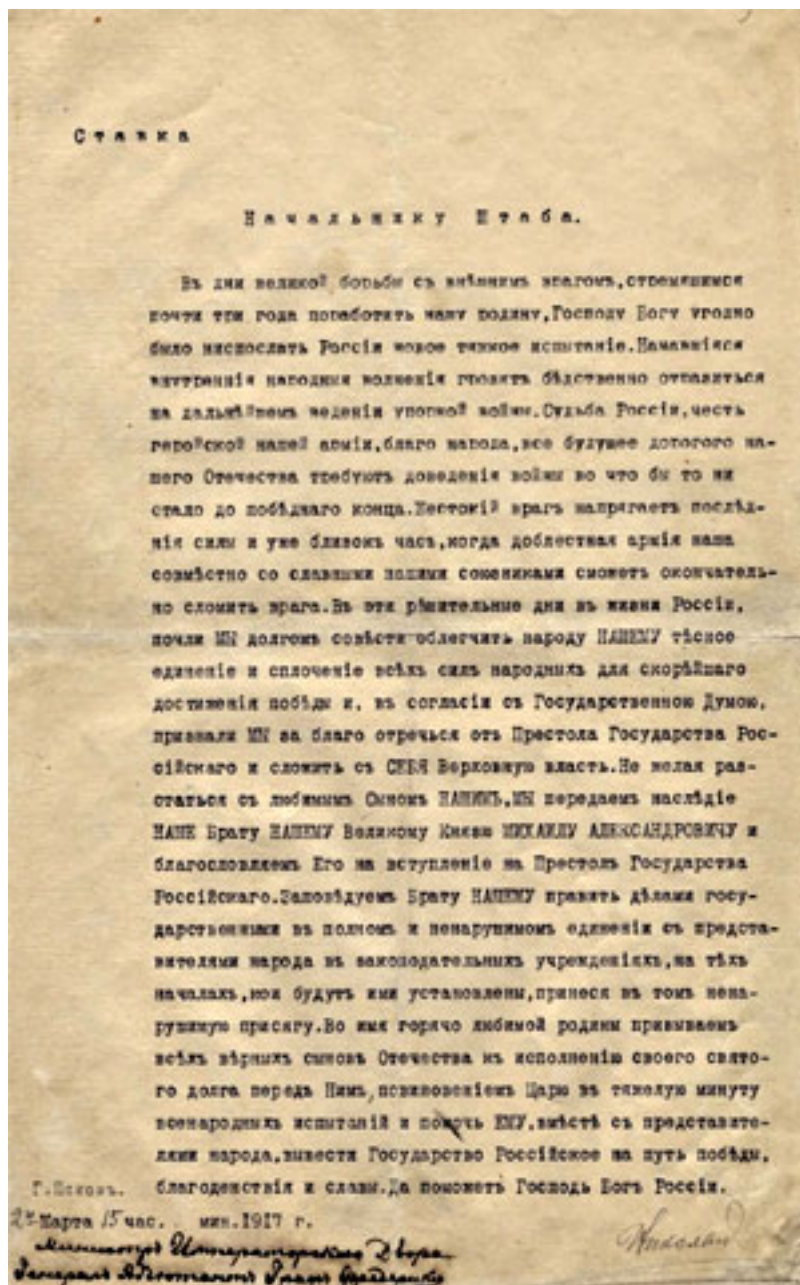 Ставка
Начальнику Штаба.
Въ дни великой борьбы съ внѣшнимъ врагомъ,стремящимся
почти три года поработить нашу родину,Господу Богу угодно
было ниспослать Россіи новое тяжкое испытаніе.Начавшіяся
внутреннія народныя волненія грозятъ бѣдственно отразиться
на дальнѣйшемъ веденіи упорной войны.Судьба Россіи,честь
геройской нашей арміи,благо народа,все будущее дорогого на-
шего Отечества требуютъ доведенія войны во что бы то ни
стало до побѣднаго конца.Жестокій врагъ напрягаетъ послѣд-
нія силы и уже близокъ часъ,когда доблестная армія наша
совмѣстно со славными нашими союзниками сможетъ окончатель-
но сломить врага.Въ эти рѣшительные дни въ жизни Россіи,
почли МЫ долгомъ совѣсти облегчить народу НАШЕМУ тѣсное
единеніе и сплоченіе всѣхъ силъ народныхъ для скорѣйшаго
достиженія побѣды и, въ согласіи съ Государственною Думою,
признали МЫ за благо отречься отъ Престола Государства Рос-
сійскаго и сложить съ СЕБЯ Верховную власть.Не желая раз-
статься съ любимымъ Сыномъ НАШИМЪ,МЫ передаемъ наслѣдіе
НАШЕ Брату НАШЕМУ Великому Князю МИХАИЛУ АЛЕКСАНДРОВИЧУ и
благословляемъ Его на вступленіе на Престолъ Государства
Россійскаго.Заповѣдуемъ Брату НАШЕМУ править дѣлами госу-
дарственными въ полномъ и ненарушимомъ единеніи съ предста-
вителями народа въ законодательныхъ учрежденіяхъ,на тѣхъ
началахъ,кои будутъ ими установлены,принеся въ томъ нена-
рушимую присягу.Во имя горячо любимой родины призываемъ
всѣхъ вѣрныхъ сыновъ Отечества къ исполненію своего свято-
го долга передъ Нимъ,повиновеніемъ Царю въ тяжелую минуту
всенародныхъ испытаній и помочь ЕМУ,вмѣстѣ съ представите-
лями народа,вывести Государство Россійское на путь побѣды,
благоденствія и славы.Да поможетъ Господь Богъ Россіи.
Г.Псковъ.
Марта 15 час. мин.1917 г.
Николай
Министръ Императорскаго Двора
Генералъ Адъютантъ Графъ Фредериксъ